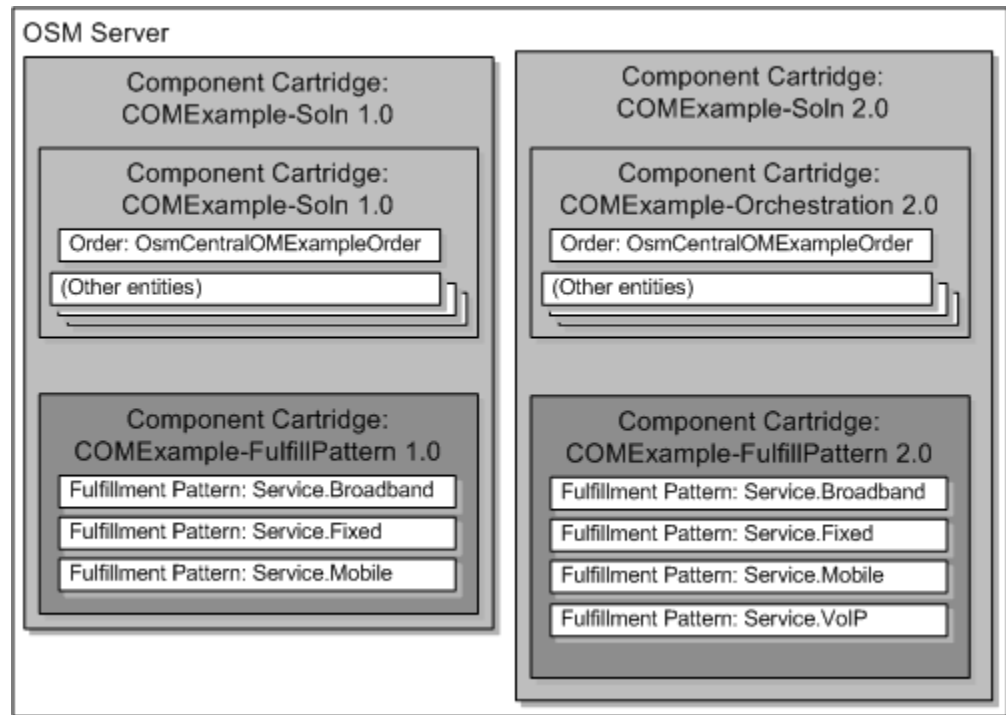 OSM Server
Component Cartridge:
COMExample-Soln 1.0
Component Cartridge:
COMExample-Soln 1.0
Order: OsmCentralOMExampleOrder
(Other entities)
Component Cartridge:
COMExample-FulfillPattern 1.0
Fulfillment Pattern: Service.Broadband
Fulfillment Pattern: Service.Fixed
Fulfillment Pattern: Service.Mobile
Component Cartridge:
COMExample-Soln 2.0
Component Cartridge:
COMExample-Orchestration 2.0
Order: OsmCentralOMExampleOrder
(Other entities)
Component Cartridge:
COMExample-FulfillPattern 2.0
Fulfillment Pattern: Service.Broadband
Fulfillment Pattern: Service.Fixed
Fulfillment Pattern: Service.Mobile
Fulfillment Pattern: Service.VoIP